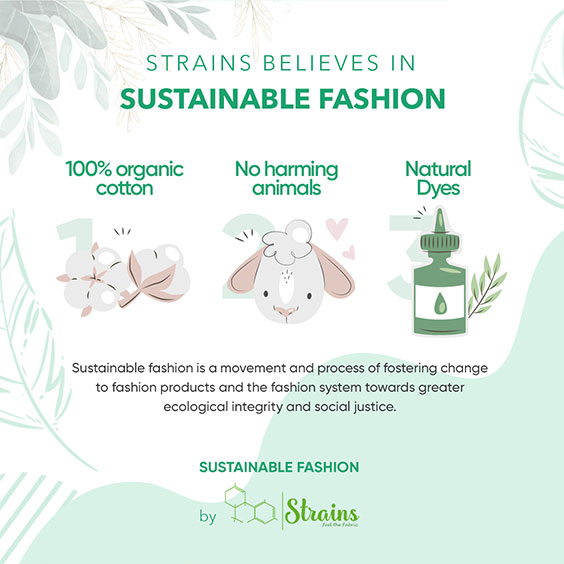 STRAINS BELIEVES IN
SUSTAINABLE FASHION
100% organic
cotton
No harming
animals
Natural
Dyes
1
2
3
Sustainable fashion is a movement and process of fostering change
to fashion products and the fashion system towards greater
ecological integrity and social justice.
SUSTAINABLE FASHION
by Strains
Feel the Fabric